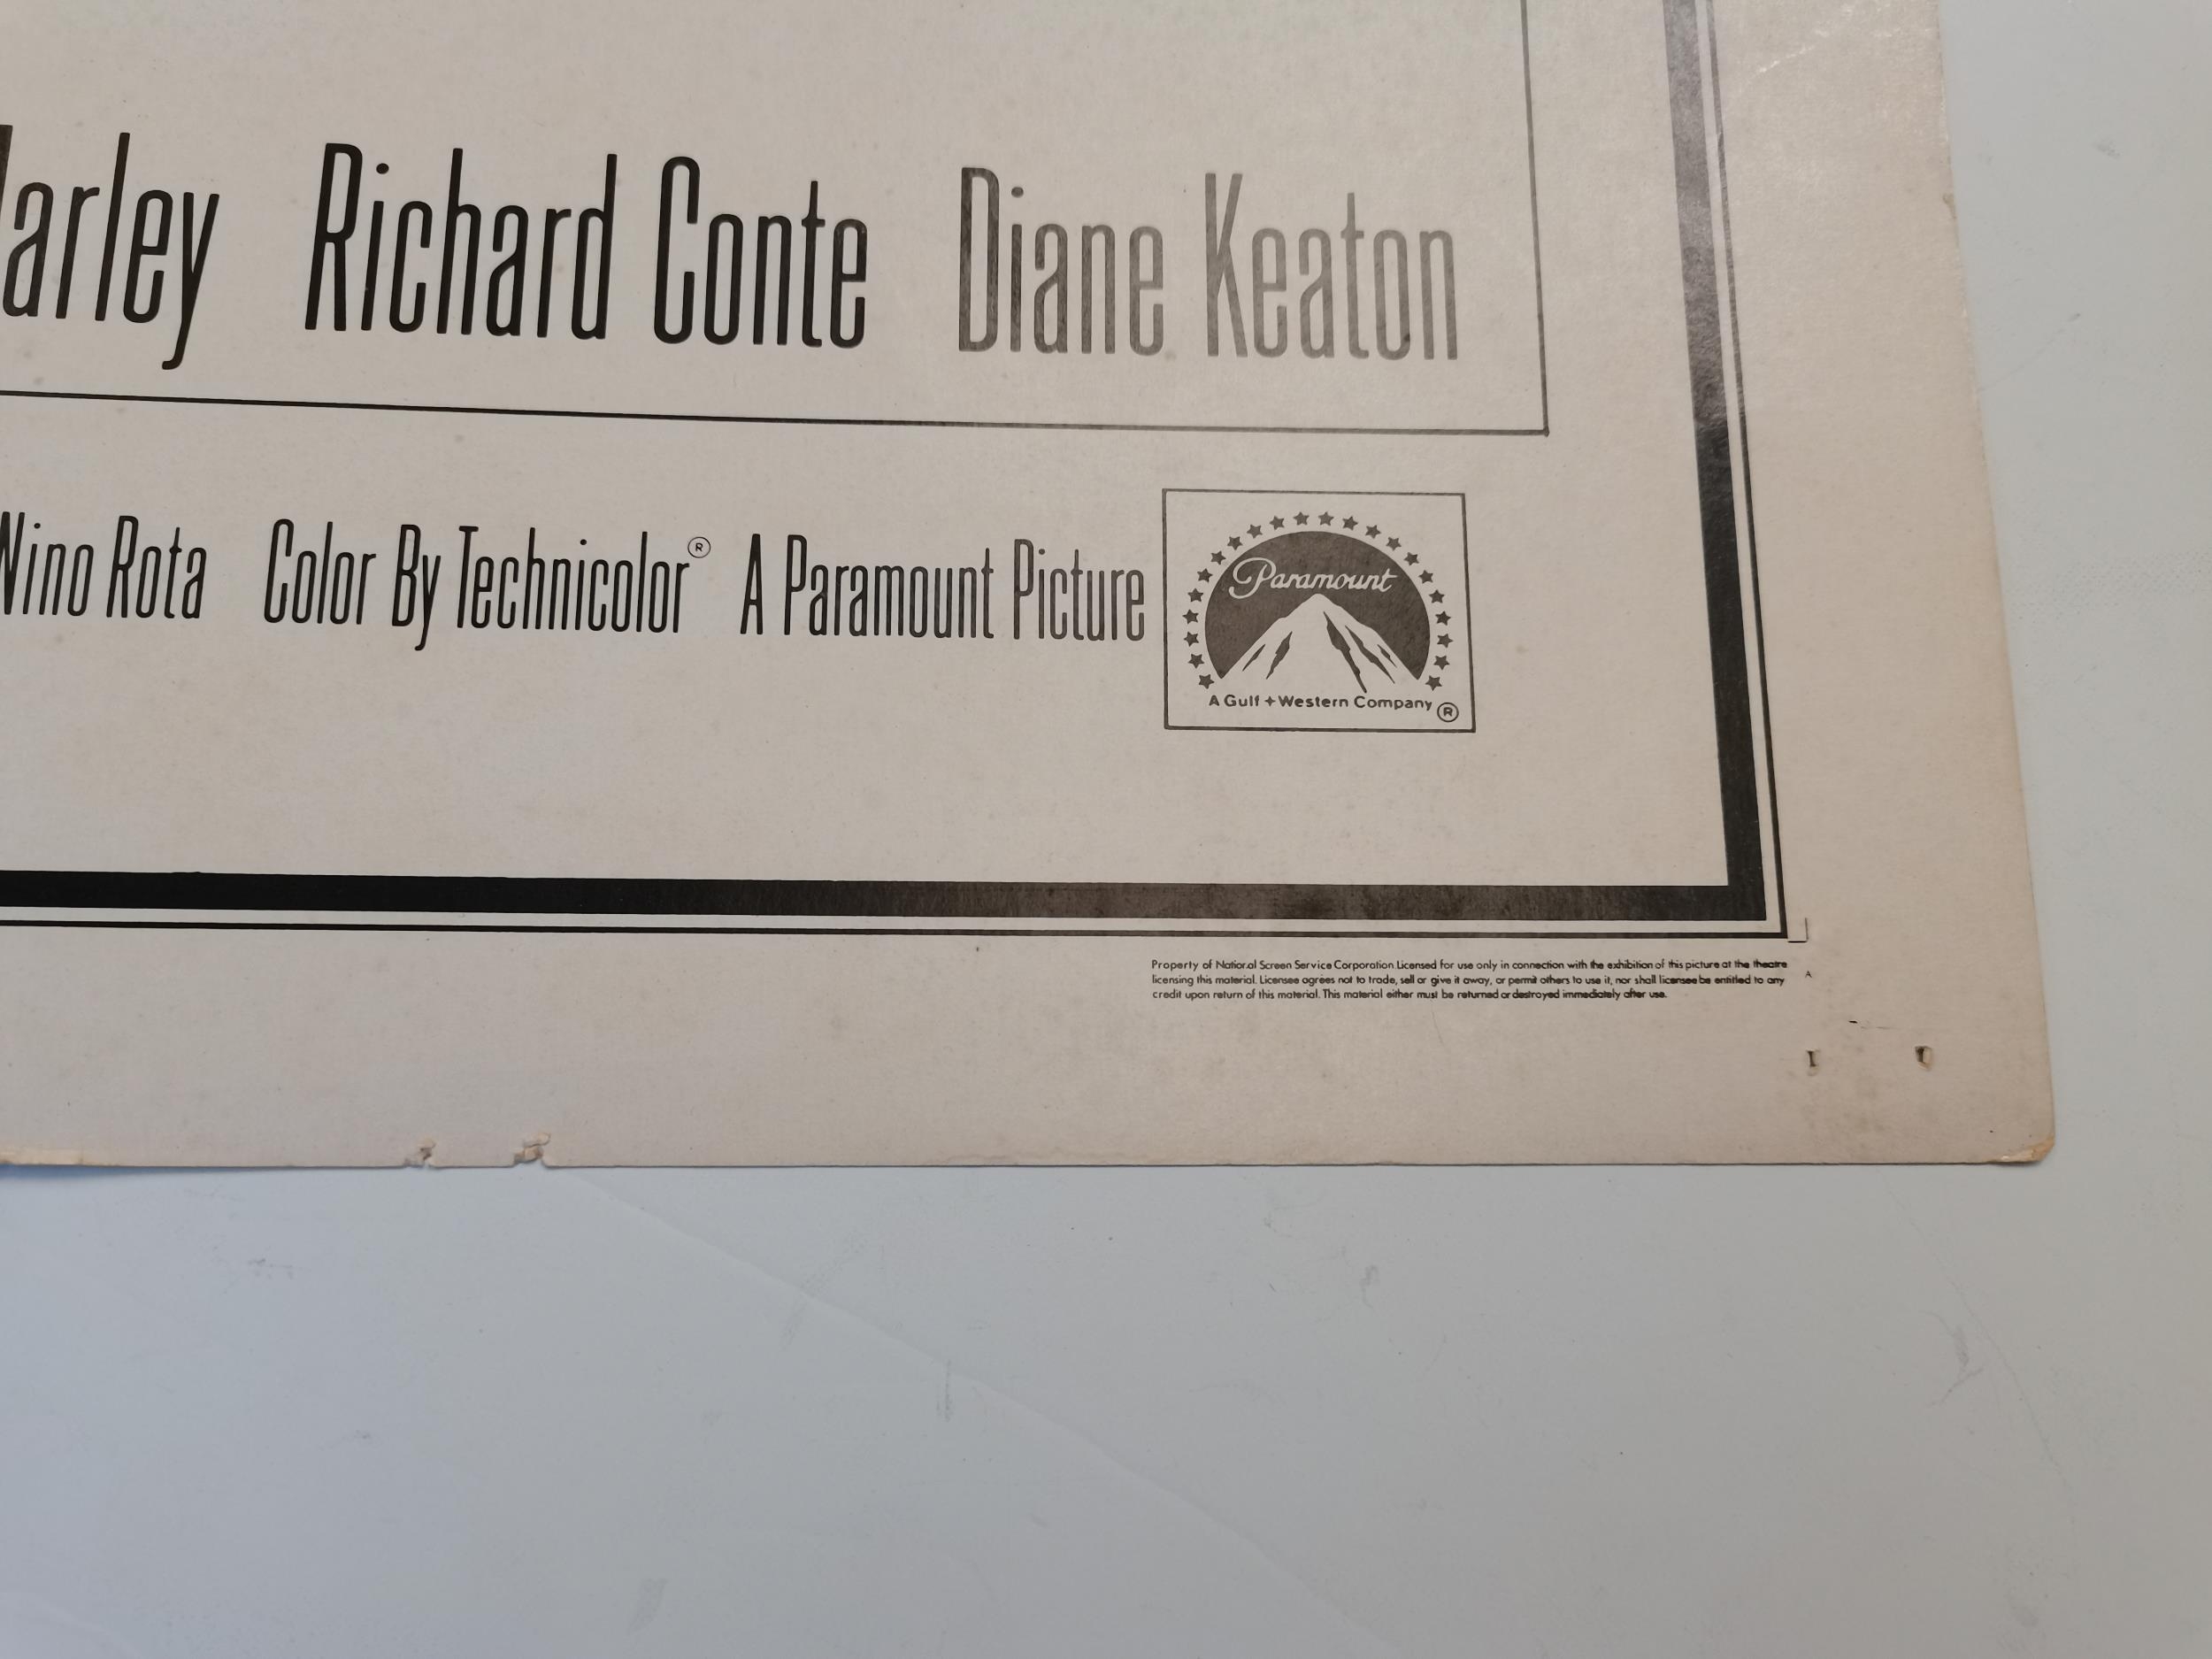 arley Richard Conte Diane Keaton
Nino Rota Color By Technicolor® A Paramount Picture
Paramount
A Gulf + Western Company ®
Property of National Screen Service Corporation. Licensed for use only in connection with the exhibition of this picture at the theatre
licensing this material. Licensee agrees not to trade, sell or give it away, or permit others to use it, nor shall licensee be entitled to any
credit upon return of this material. This material either must be returned or destroyed immediately after use.
A